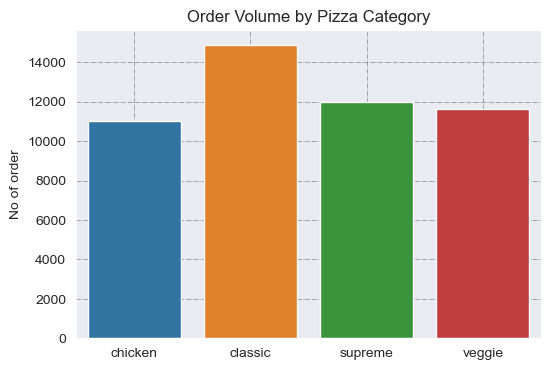 Order Volume by Pizza Category
No of order
14000
12000
10000
8000
6000
4000
2000
0
chicken classic supreme veggie